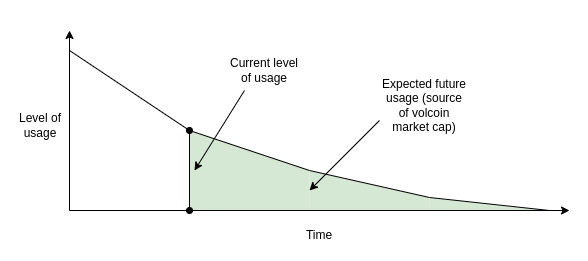 Current level
of usage
Expected future
usage (source
of volcoin
market cap)
Level of
usage
Time